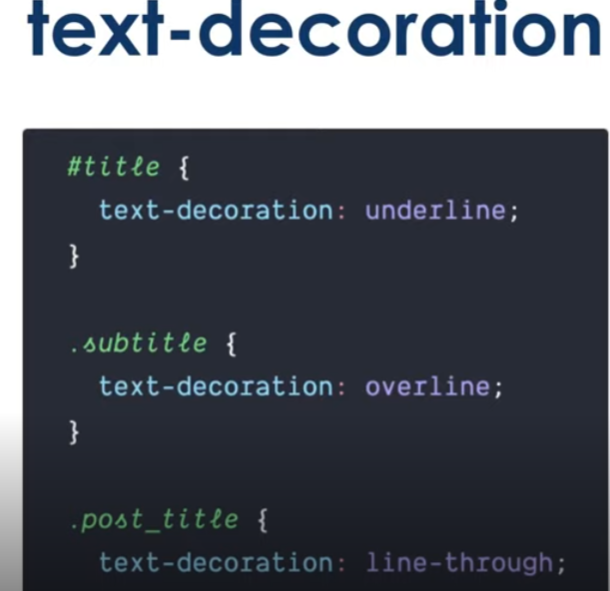 text-decoration
#title {
text-decoration: underline;
}
.subtitle {
text-decoration: overline;
}
.post_title {
text-decoration: line-through;